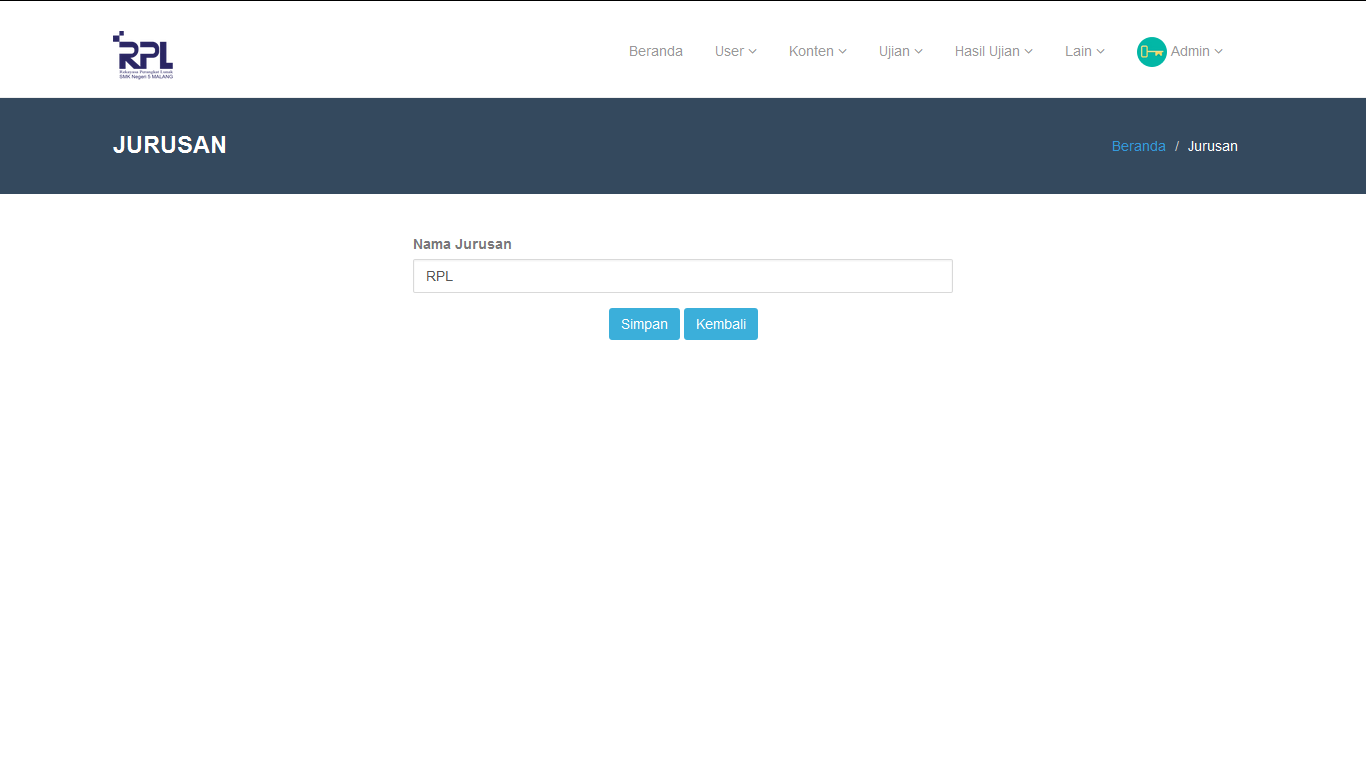 RPL
Rekayasa Perangkat Lunak
SMK Negeri 5 MALANG
Beranda User Konten Ujian Hasil Ujian Lain Admin
JURUSAN
Beranda / Jurusan
Nama Jurusan
RPL
Simpan Kembali